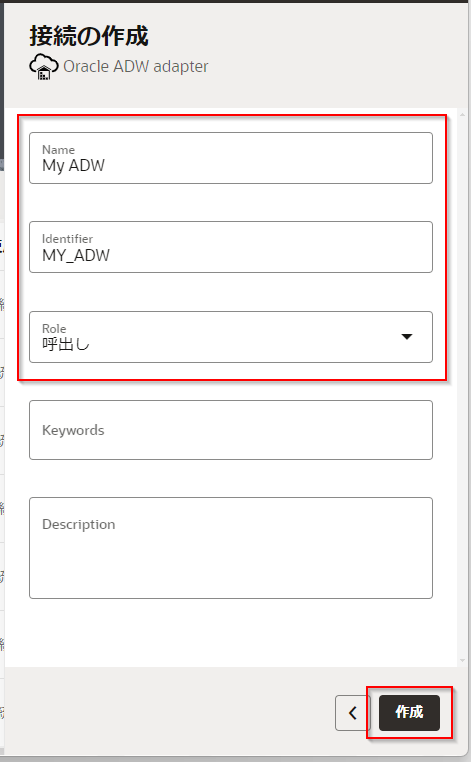 接続の作成
Oracle ADW adapter
Name
My ADW
Identifier
MY_ADW
Role
呼出し
Keywords
Description
作成